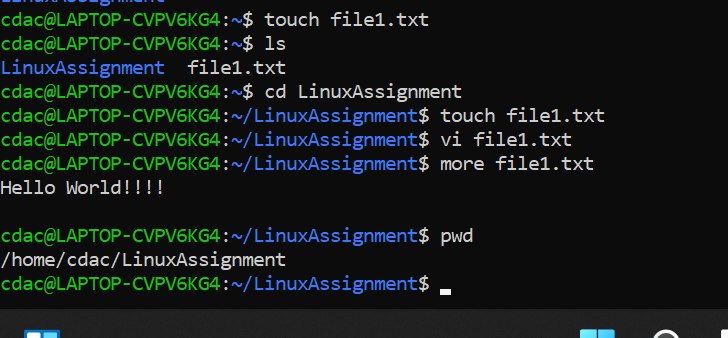 cdac@LAPTOP-CVPV6KG4:~$ touch file1.txt
cdac@LAPTOP-CVPV6KG4:~$ ls
LinuxAssignment  file1.txt
cdac@LAPTOP-CVPV6KG4:~$ cd LinuxAssignment
cdac@LAPTOP-CVPV6KG4:~/LinuxAssignment$ touch file1.txt
cdac@LAPTOP-CVPV6KG4:~/LinuxAssignment$ vi file1.txt
cdac@LAPTOP-CVPV6KG4:~/LinuxAssignment$ more file1.txt
Hello World!!!!
cdac@LAPTOP-CVPV6KG4:~/LinuxAssignment$ pwd
/home/cdac/LinuxAssignment
cdac@LAPTOP-CVPV6KG4:~/LinuxAssignment$